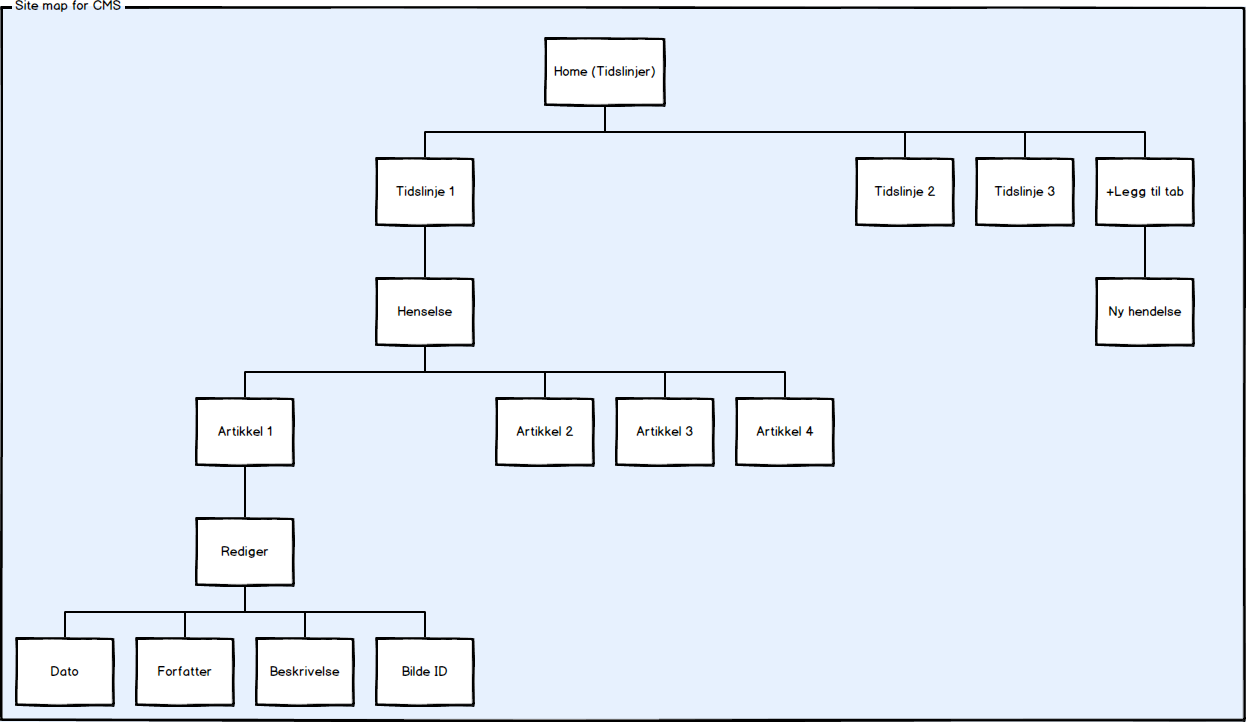 Site map for CMS
Home (Tidslinjer)
Tidslinje 1
Tidslinje 2
Tidslinje 3
+Legg til tab
Henselse
Ny hendelse
Artikkel 1
Artikkel 2
Artikkel 3
Artikkel 4
Rediger
Dato
Forfatter
Beskrivelse
Bilde ID